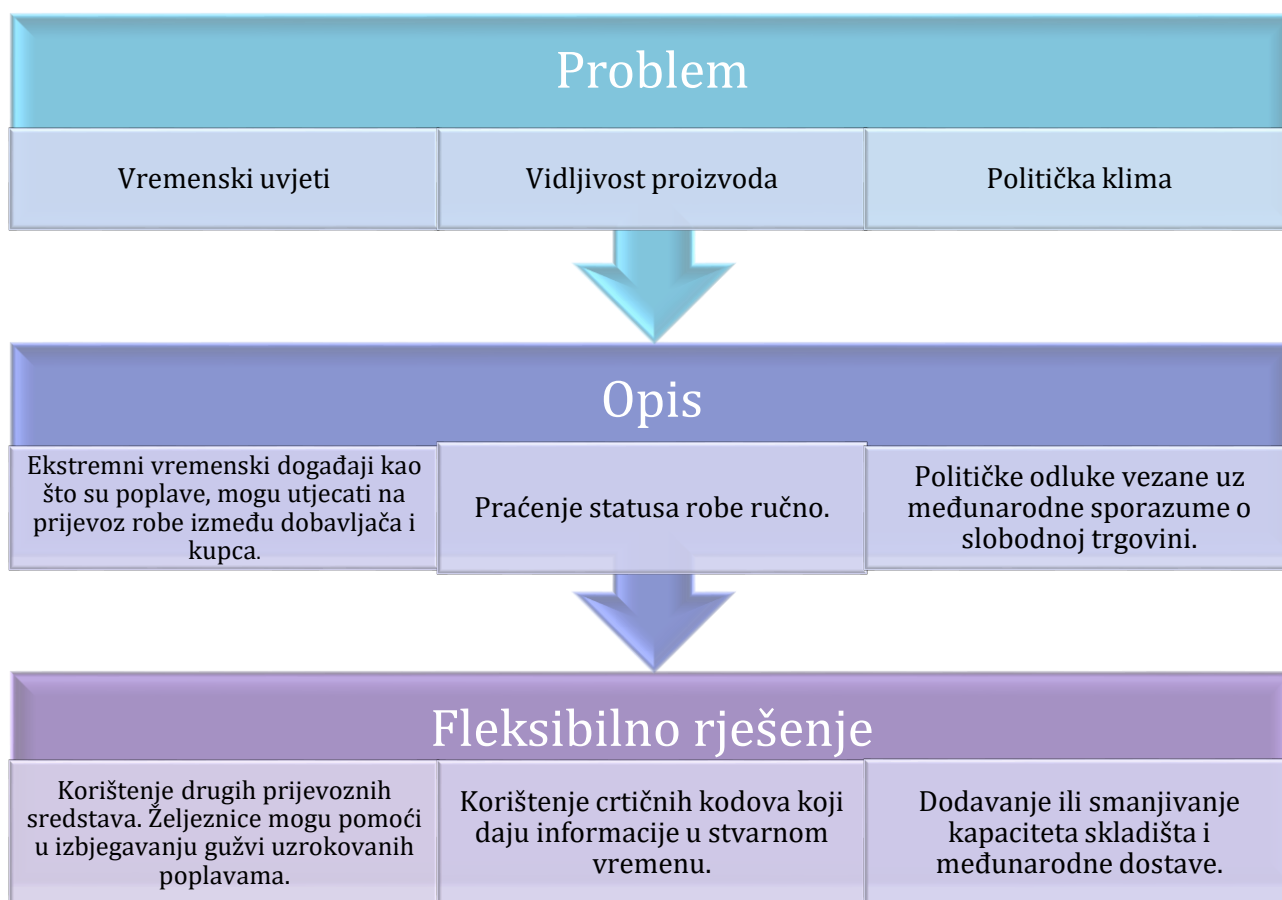 Problem
Vremenski uvjeti
Vidljivost proizvoda
Politička klima
Opis
Ekstremni vremenski događaji kao
što su poplave, mogu utjecati na
prijevoz robe između dobavljača i
kupca.
Praćenje statusa robe ručno.
Političke odluke vezane uz
međunarodne sporazume o
slobodnoj trgovini.
Fleksibilno rješenje
Korištenje drugih prijevoznih
sredstava. Željeznice mogu pomoći
u izbjegavanju gužvi uzrokovanih
poplavama.
Korištenje crtičnih kodova koji
daju informacije u stvarnom
vremenu.
Dodavanje ili smanjivanje
kapaciteta skladišta i
međunarodne dostave.